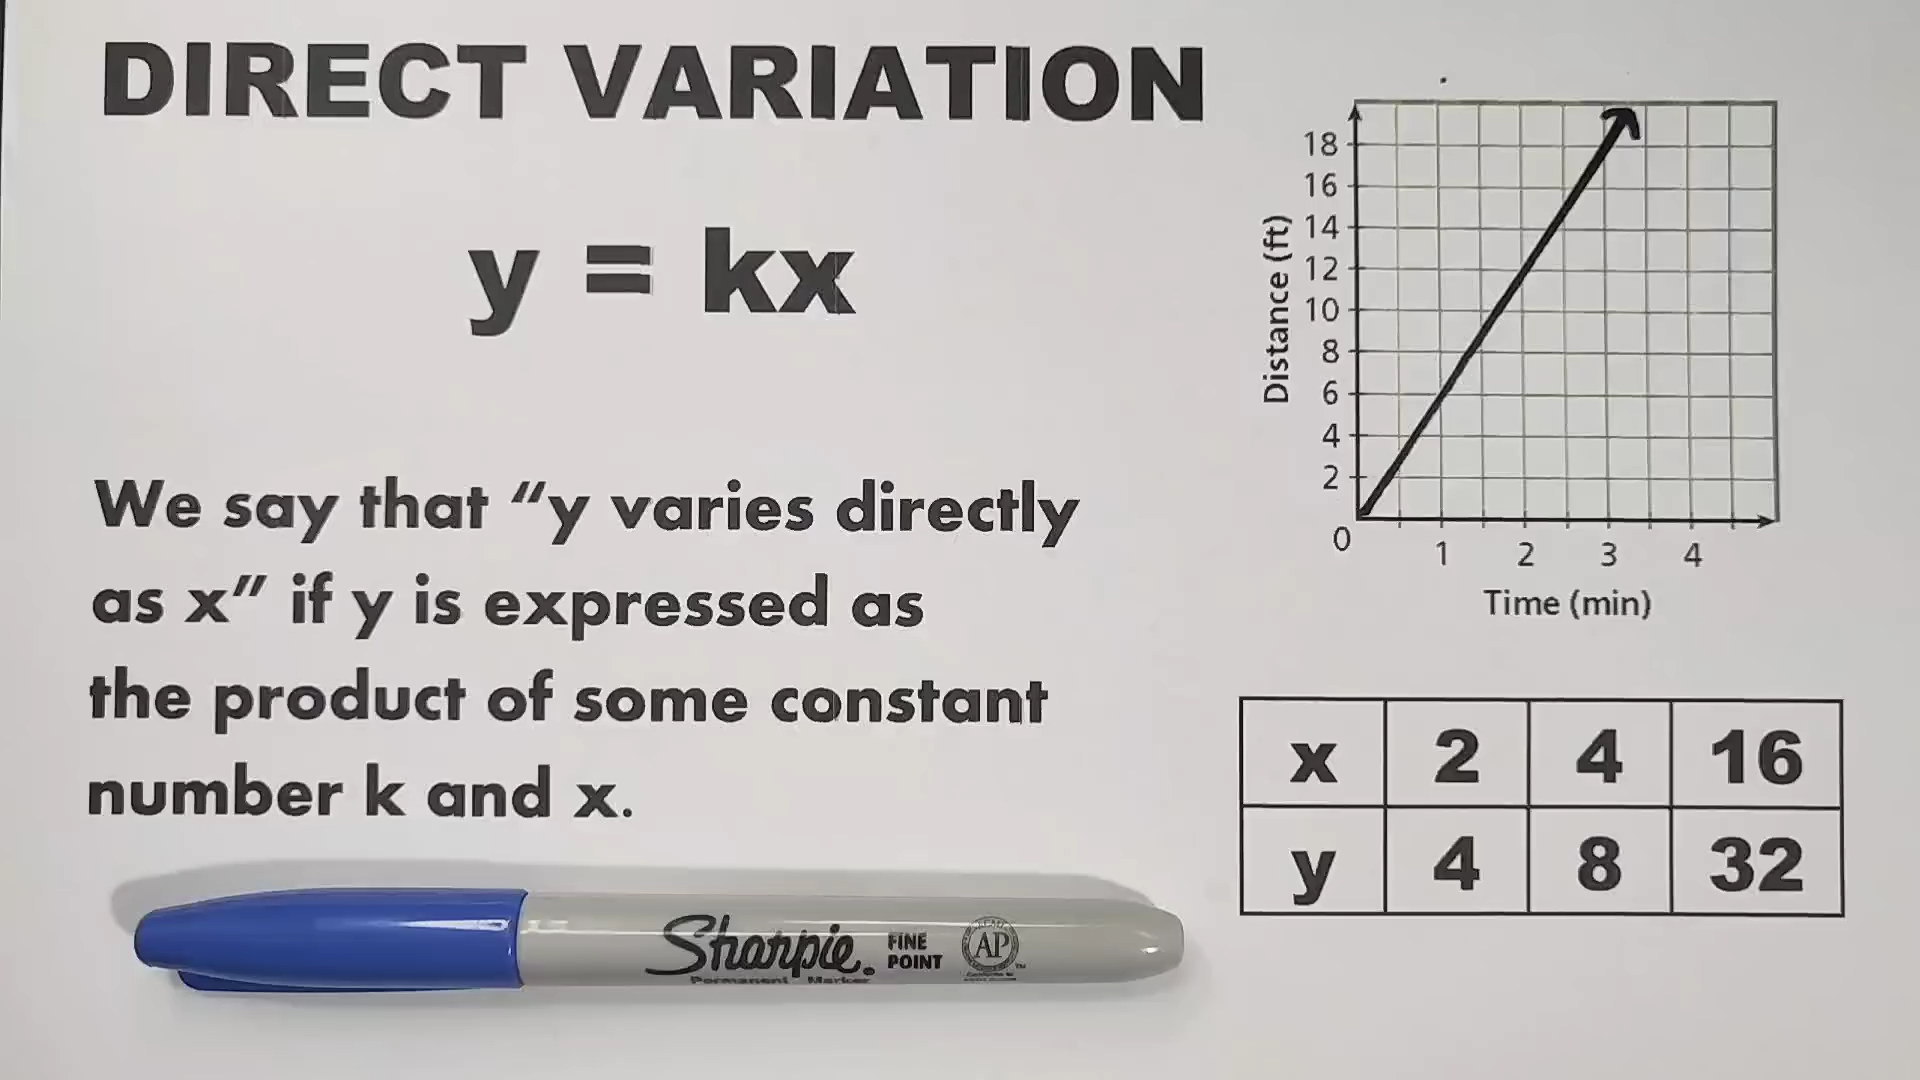 DIRECT VARIATION
y = kx
We say that “y varies directly
as x” if y is expressed as
the product of some constant
number k and x.
Distance (ft)
18
16
14
12
10
8
6
4
2
0
1 2 3 4
Time (min)
x 2 4 16
y 4 8 32
Sharpie. FINE
POINT
Permanent Marker
AP